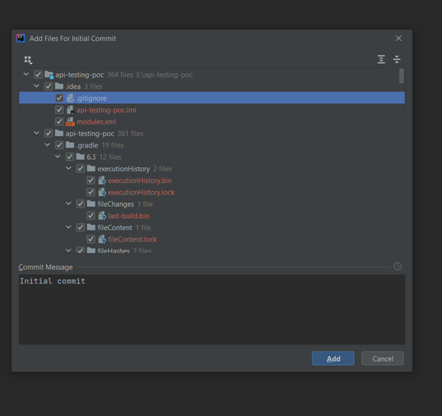 Add Files For Initial Commit
api-testing-poc 364 files E:\api-testing-poc
.idea 3 files
.gitignore
api-testing-poc.iml
modules.xml
api-testing-poc 361 files
.gradle 19 files
6.3 12 files
executionHistory 2 files
executionHistory.bin
executionHistory.lock
fileChanges 1 file
last-build.bin
fileContent 1 file
fileContent.lock
fileHashes 3 files
Commit Message
Initial commit
Add Cancel